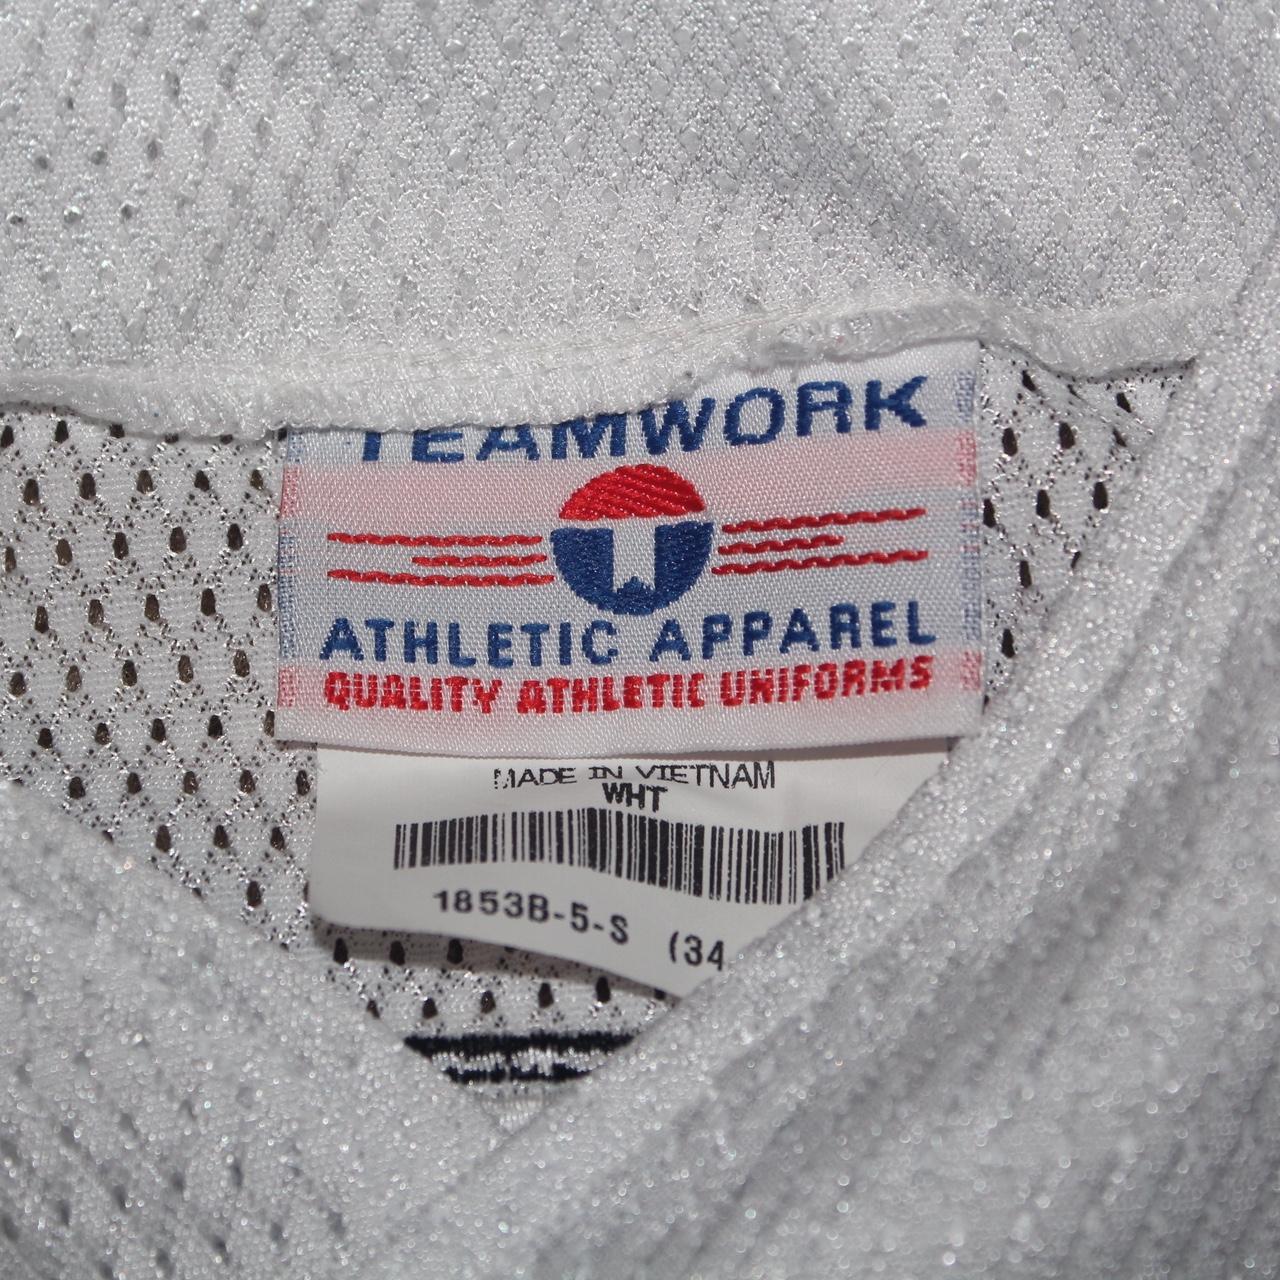 TEAMWORK
ATHLETIC APPAREL
QUALITY ATHLETIC UNIFORMS
MADE IN VIETNAM
WHT
1853B-5-S (34